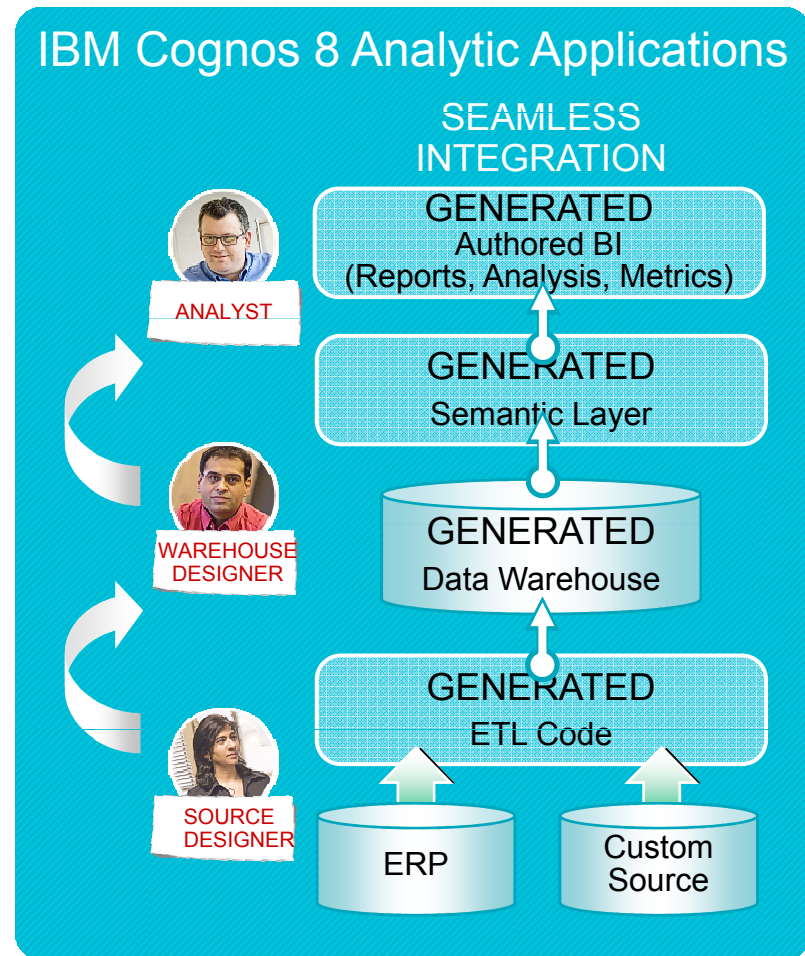 IBM Cognos 8 Analytic Applications
SEAMLESS
INTEGRATION
GENERATED
Authored BI
(Reports, Analysis, Metrics)
ANALYST
GENERATED
Semantic Layer
WAREHOUSE
DESIGNER
GENERATED
Data Warehouse
GENERATED
ETL Code
SOURCE
DESIGNER
ERP
Custom
Source